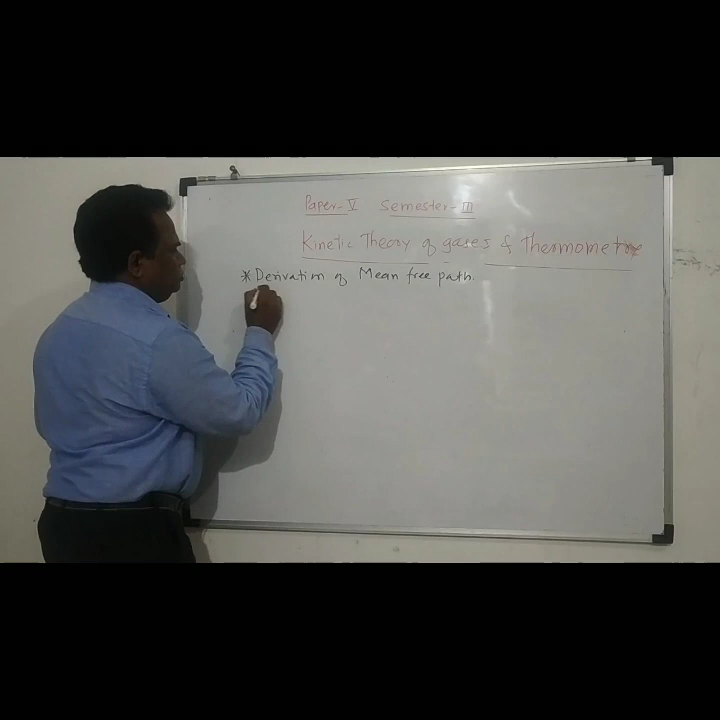 Paper-V Semester-III
Kinetic Theory of gases & Thermometry
*Derivation of Mean free path.